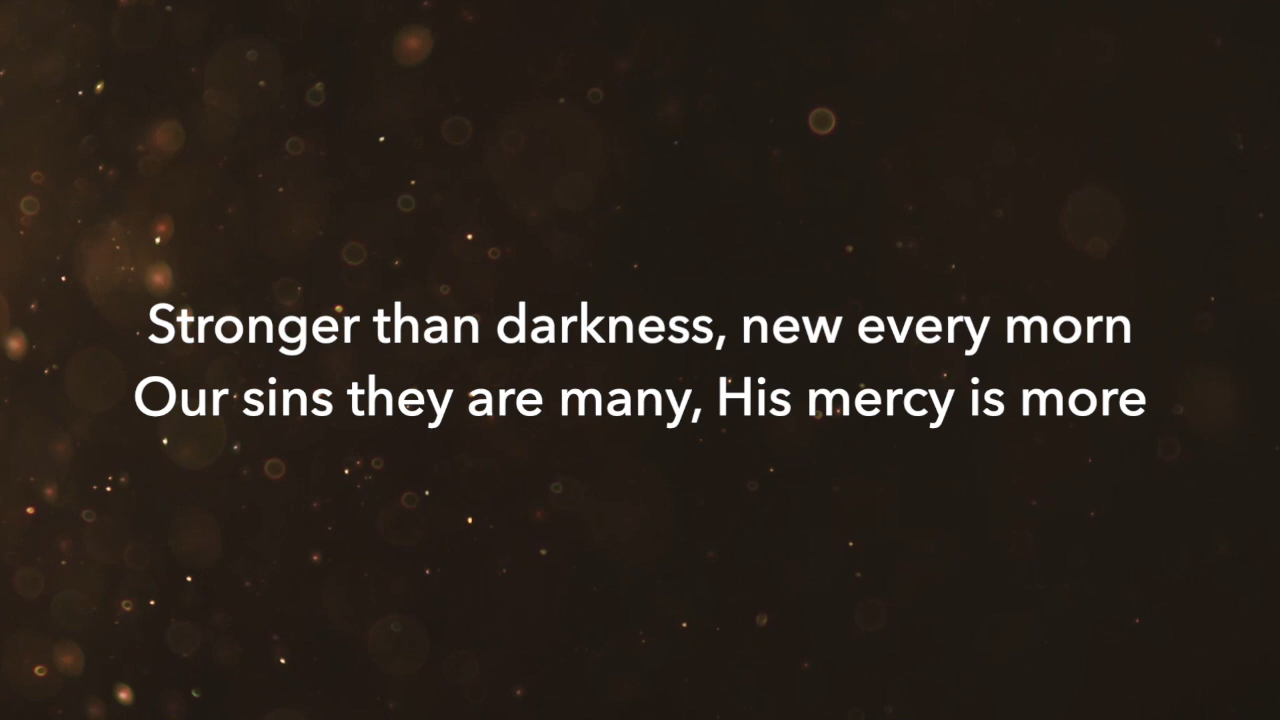 Stronger than darkness, new every morn
Our sins they are many, His mercy is more